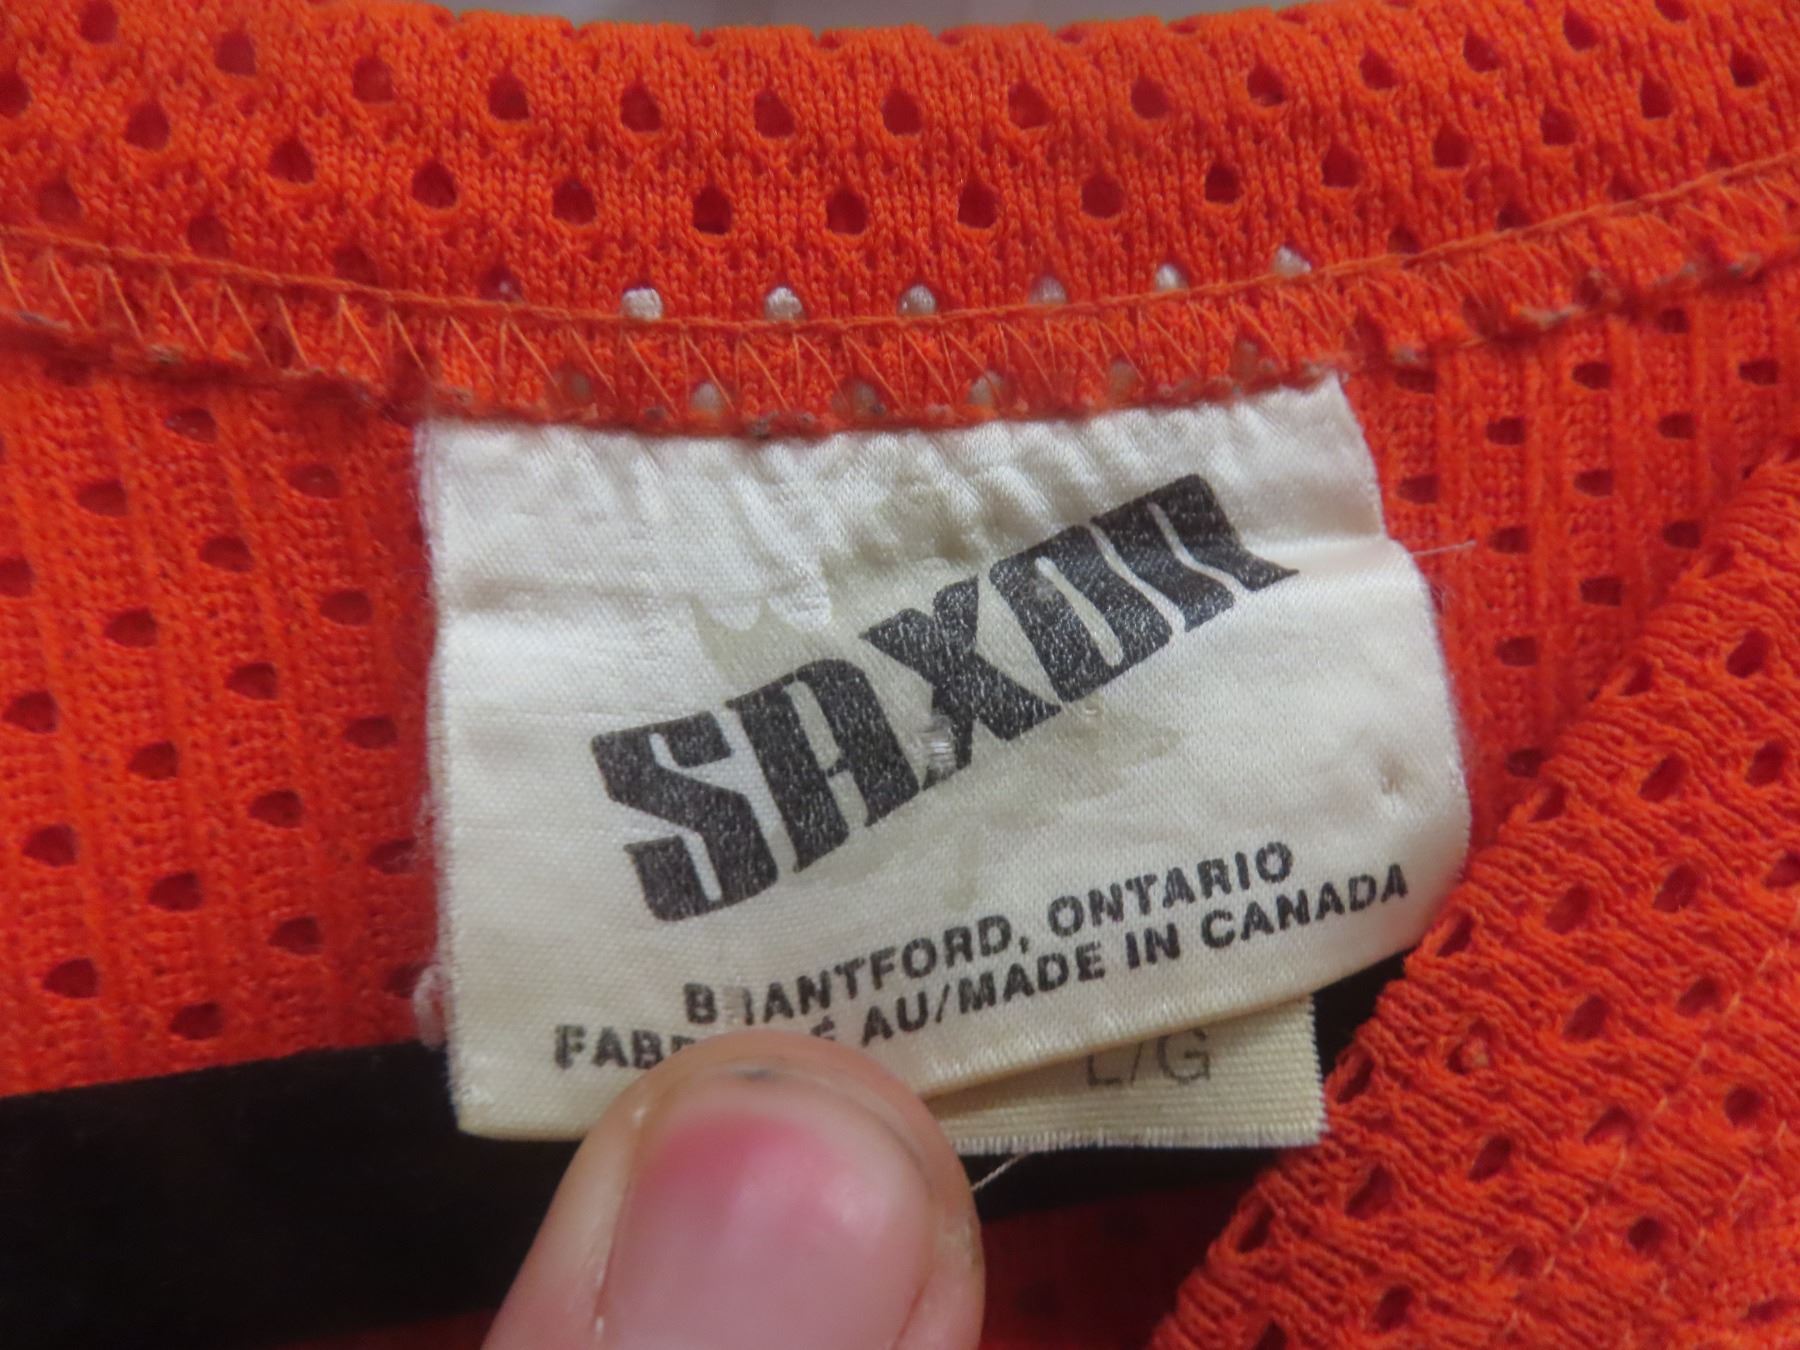 SAXON
BRANTFORD, ONTARIO
AU/MADE IN CANADA
L/G